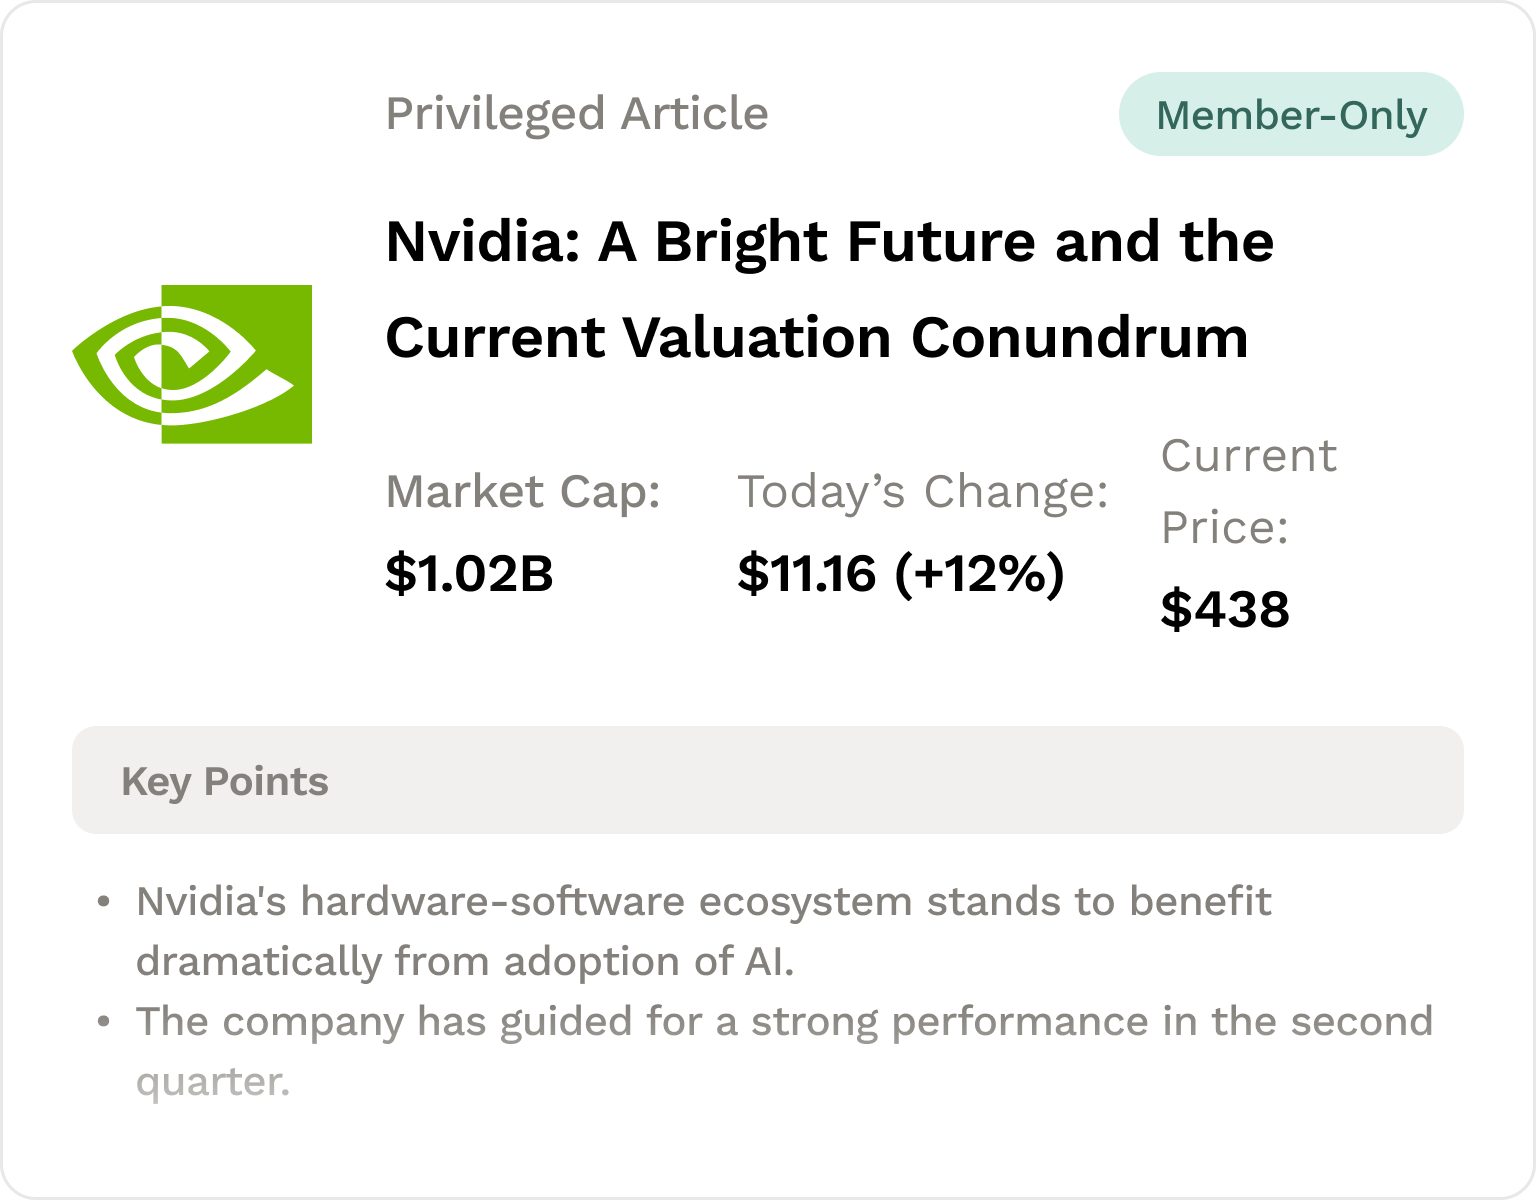 Privileged Article
Member-Only
Nvidia: A Bright Future and the
Current Valuation Conundrum
Market Cap:
$1.02B
Today’s Change:
$11.16 (+12%)
Current
Price:
$438
Key Points
• Nvidia's hardware-software ecosystem stands to benefit
dramatically from adoption of AI.
• The company has guided for a strong performance in the second
quarter.